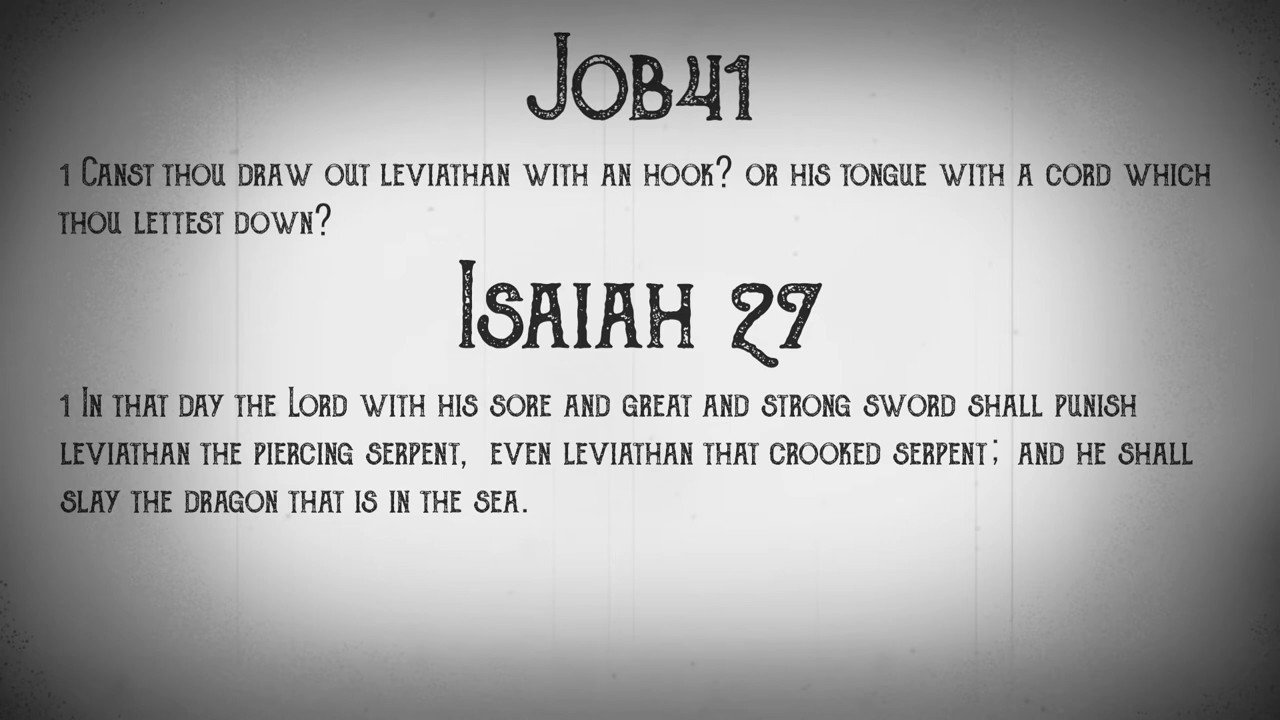 Job 41
1 Canst thou draw out leviathan with an hook? or his tongue with a cord which
thou lettest down?
Isaiah 27
1 In that day the Lord with his sore and great and strong sword shall punish
leviathan the piercing serpent, even leviathan that crooked serpent; and he shall
slay the dragon that is in the sea.